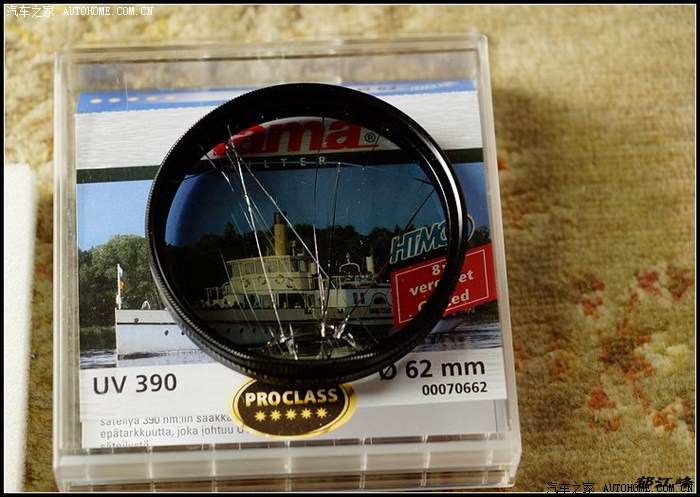 汽车之家 AUTOHOME.COM.CN
ama®
LTER
HTMC
8x
UV 390
Ø 62 mm
00070662
PROCLASS
säteilyä 390 nm:iin saakka
epätarkkuutta, joka johtuu U
汽车之家 AUTOHOME.COM.CN